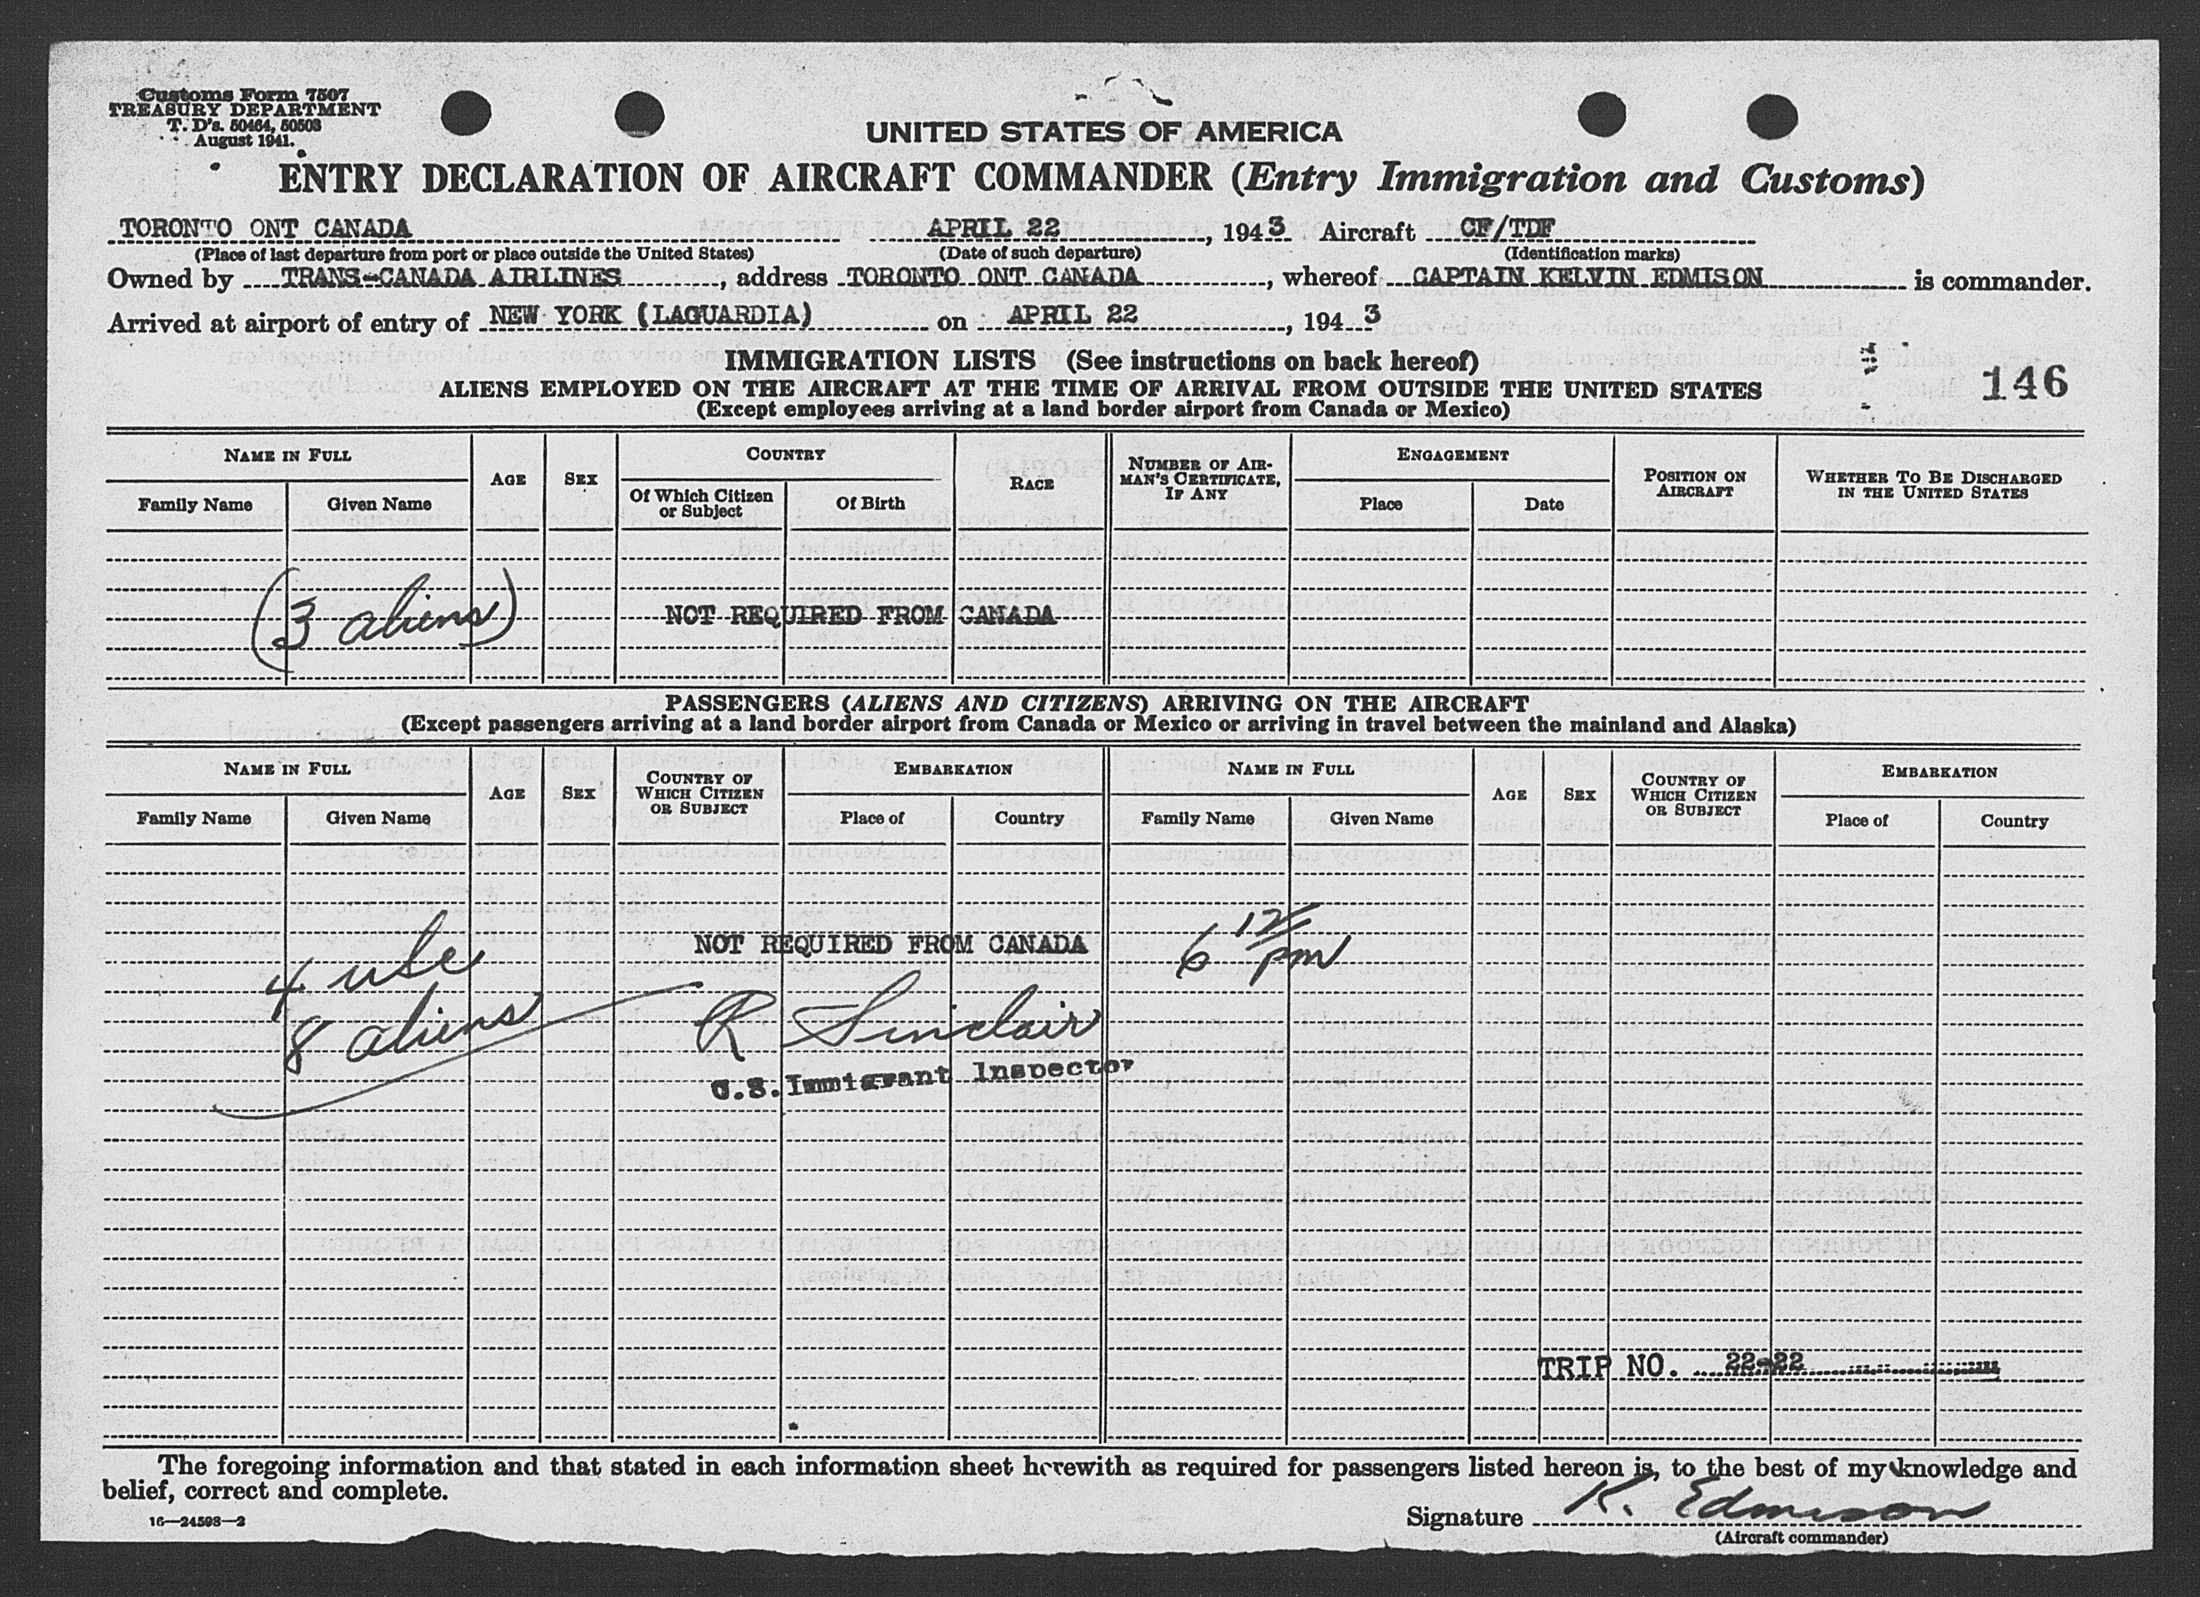 Customs Form 7507
TREASURY DEPARTMENT
T. D's. 50464, 50503
August 1941.
UNITED STATES OF AMERICA
ENTRY DECLARATION OF AIRCRAFT COMMANDER (Entry Immigration and Customs)
TORONTO ONT CANADA APRIL 22, 1943 Aircraft CF/TDF
(Place of last departure from port or place outside the United States) (Date of such departure) (Identification marks)
Owned by TRANS-CANADA AIRLINES, address TORONTO ONT CANADA, whereof CAPTAIN KELVIN EDMISON is commander.
Arrived at airport of entry of NEW YORK (LAGUARDIA) on APRIL 22, 1943
IMMIGRATION LISTS (See instructions on back hereof)
146
ALIENS EMPLOYED ON THE AIRCRAFT AT THE TIME OF ARRIVAL FROM OUTSIDE THE UNITED STATES
(Except employees arriving at a land border airport from Canada or Mexico)
NAME IN FULL AGE SEX COUNTRY RACE NUMBER OF AIRMAN'S CERTIFICATE, IF ANY ENGAGEMENT POSITION ON AIRCRAFT WHETHER TO BE DISCHARGED IN THE UNITED STATES
Family Name Given Name Of Which Citizen or Subject Of Birth Place Date
(3 aliens) NOT REQUIRED FROM CANADA
PASSENGERS (ALIENS AND CITIZENS) ARRIVING ON THE AIRCRAFT
(Except passengers arriving at a land border airport from Canada or Mexico or arriving in travel between the mainland and Alaska)
NAME IN FULL AGE SEX COUNTRY OF WHICH CITIZEN OR SUBJECT EMBARKATION NAME IN FULL AGE SEX COUNTRY OF WHICH CITIZEN OR SUBJECT EMBARKATION
Family Name Given Name Place of Country Family Name Given Name Place of Country
4 usc NOT REQUIRED FROM CANADA 6 12/pm
8 aliens R Sinclair
U.S. Immigrant Inspector
TRIP NO. 22-22
The foregoing information and that stated in each information sheet herewith as required for passengers listed hereon is, to the best of my knowledge and
belief, correct and complete.
16—24598—2
Signature K. Edmison
(Aircraft commander)